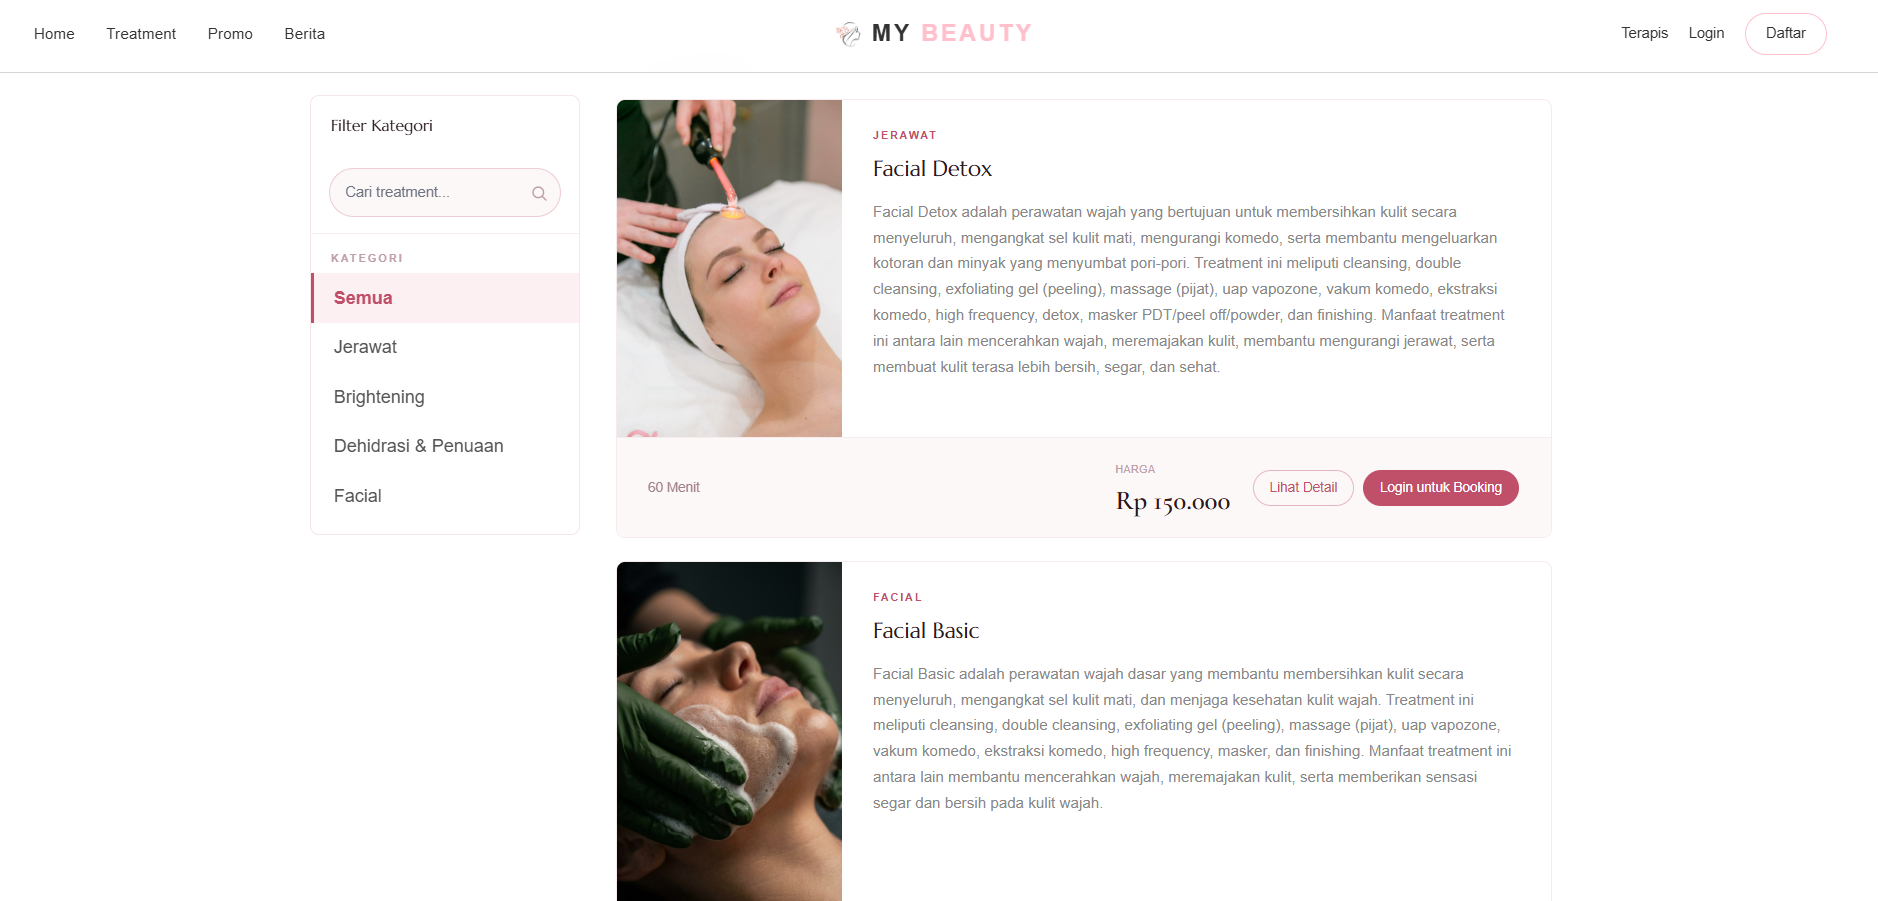 Home
Treatment
Promo
Berita
MY BEAUTY
Terapis
Login
Daftar
Filter Kategori
Cari treatment...
KATEGORI
Semua
Jerawat
Brightening
Dehidrasi & Penuaan
Facial
JERAWAT
Facial Detox
Facial Detox adalah perawatan wajah yang bertujuan untuk membersihkan kulit secara
menyeluruh, mengangkat sel kulit mati, mengurangi komedo, serta membantu mengeluarkan
kotoran dan minyak yang menyumbat pori-pori. Treatment ini meliputi cleansing, double
cleansing, exfoliating gel (peeling), massage (pijat), uap vapozone, vakum komedo, ekstraksi
komedo, high frequency, detox, masker PDT/peel off/powder, dan finishing. Manfaat treatment
ini antara lain mencerahkan wajah, meremajakan kulit, membantu mengurangi jerawat, serta
membuat kulit terasa lebih bersih, segar, dan sehat.
60 Menit
HARGA
Rp 150.000
Lihat Detail
Login untuk Booking
FACIAL
Facial Basic
Facial Basic adalah perawatan wajah dasar yang membantu membersihkan kulit secara
menyeluruh, mengangkat sel kulit mati, dan menjaga kesehatan kulit wajah. Treatment ini
meliputi cleansing, double cleansing, exfoliating gel (peeling), massage (pijat), uap vapozone,
vakum komedo, ekstraksi komedo, high frequency, masker, dan finishing. Manfaat treatment ini
antara lain membantu mencerahkan wajah, meremajakan kulit, serta memberikan sensasi
segar dan bersih pada kulit wajah.